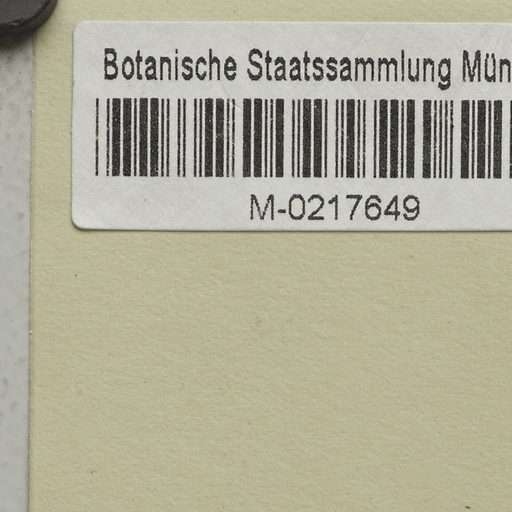 Botanische Staatssammlung Mün
M-0217649